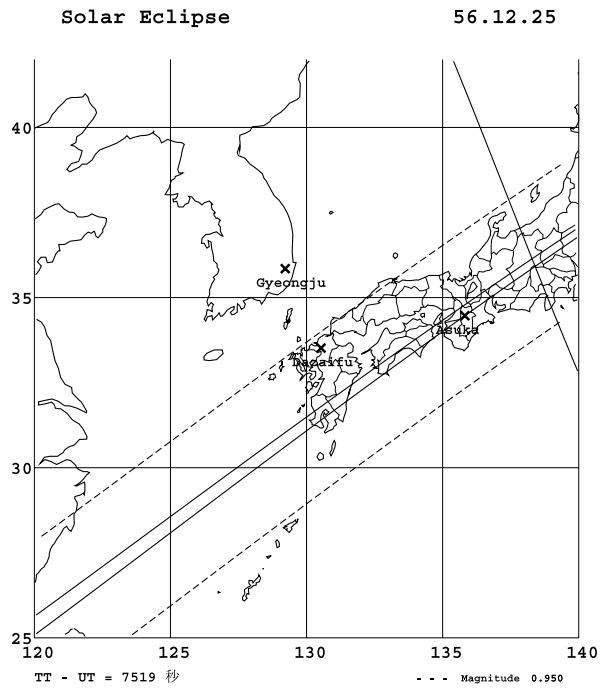 Solar Eclipse 56.12.25
40
Gyeongju
35
Asuka
Dazaifu
30
25
120 125 130 135 140
TT - UT = 7519 秒
- - - Magnitude 0.950